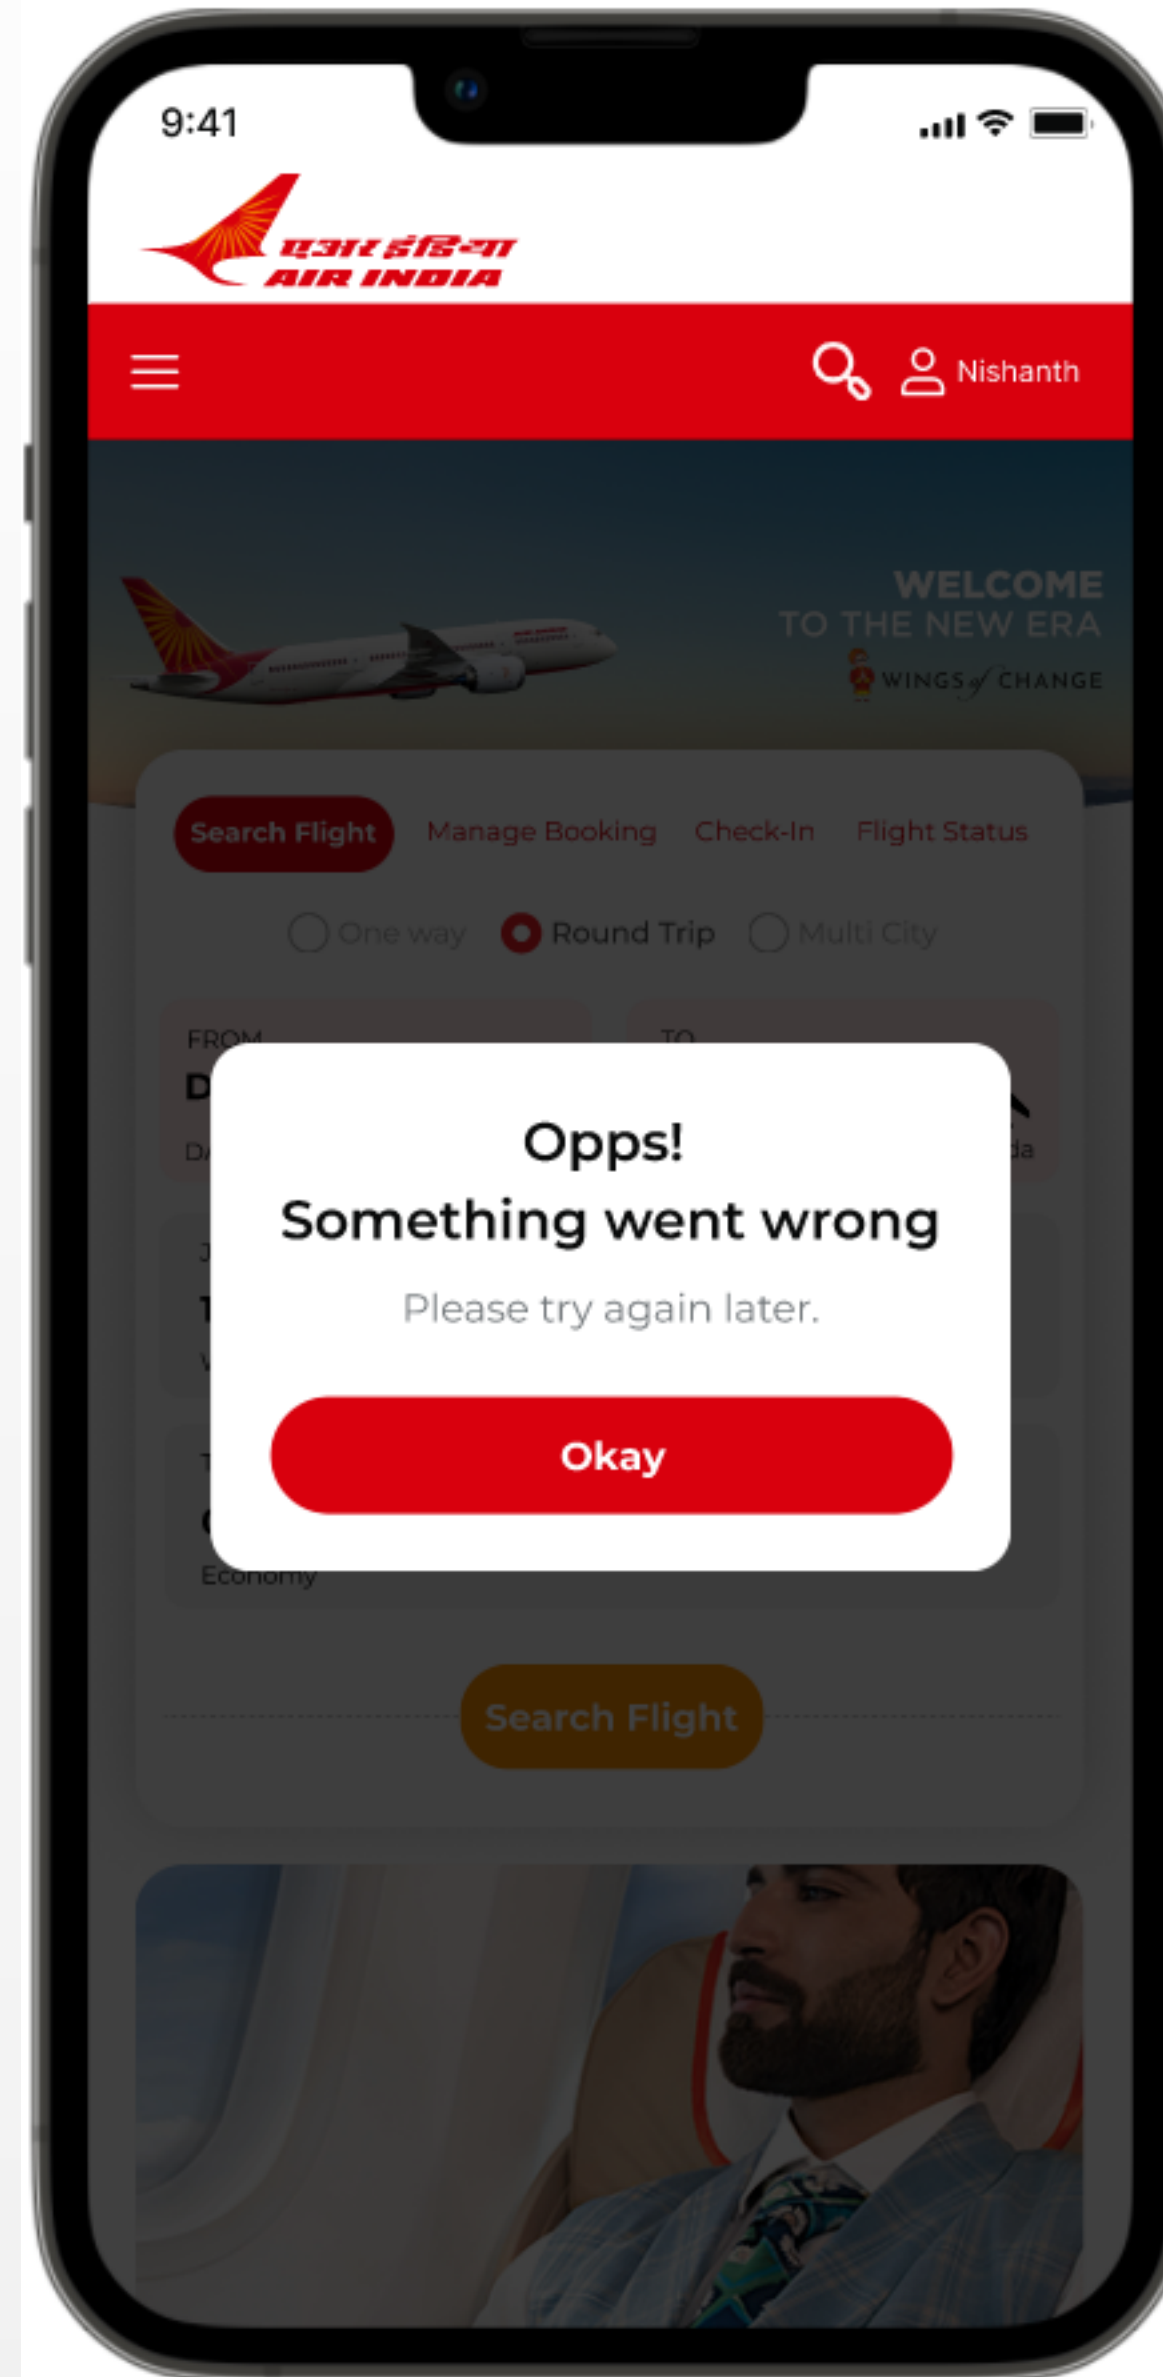 9:41
एअर इंडिया
AIR INDIA
Nishanth
WELCOME
TO THE NEW ERA
WINGS of CHANGE
Search Flight Manage Booking Check-In Flight Status
One way Round Trip Multi City
FROM TO
Opps!
Something went wrong
Please try again later.
Okay
Economy
Search Flight